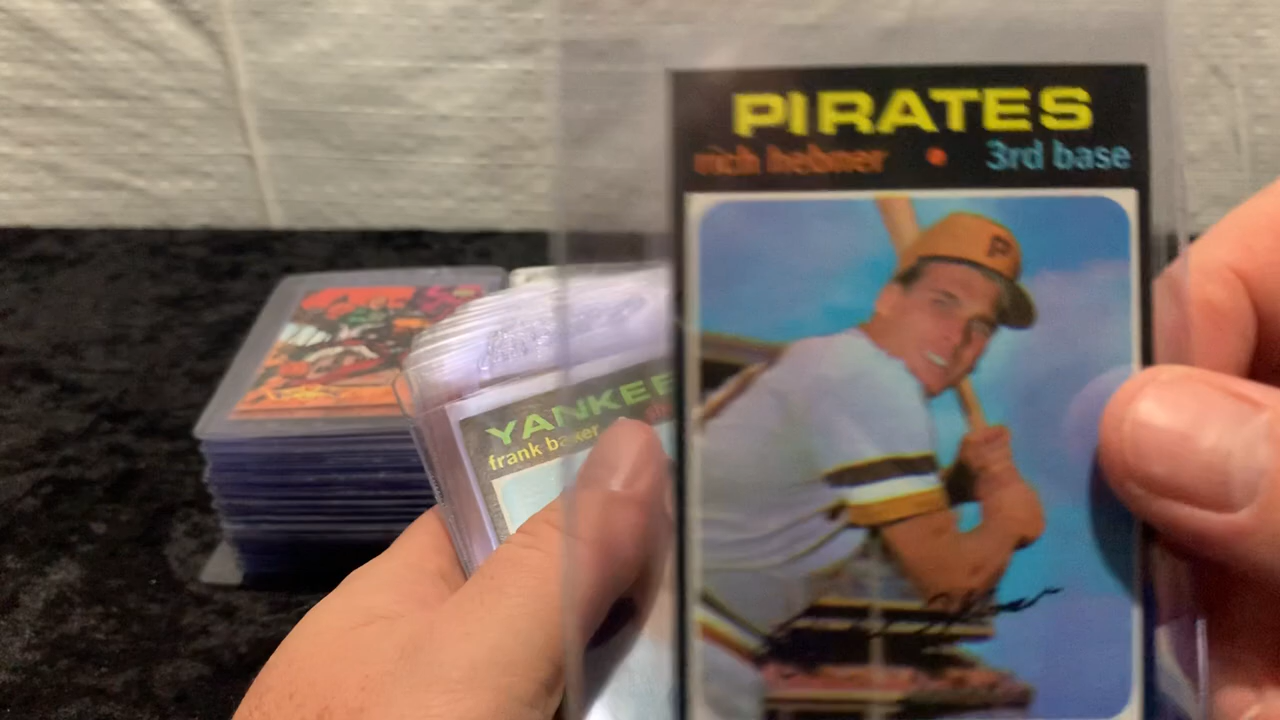 PIRATES
rich hebner • 3rd base
P
YANKEE
frank baker